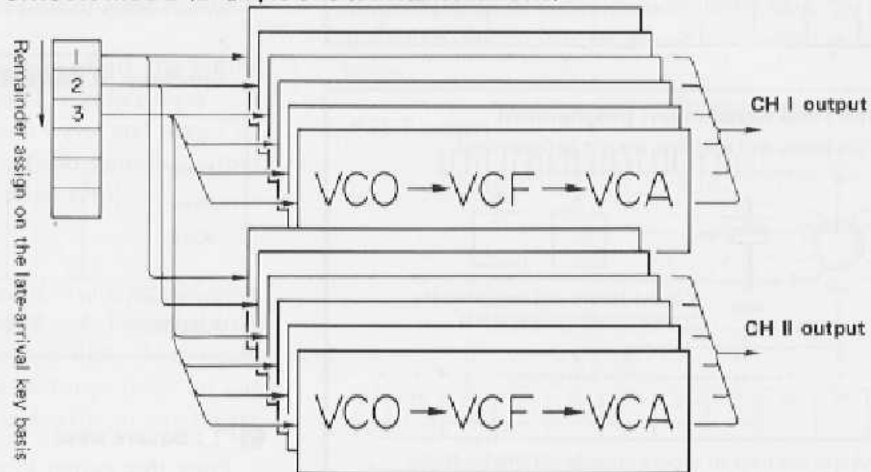 1
2
3
Remainder assign on the late-arrival key basis.
VCO → VCF → VCA
CH I output
VCO → VCF → VCA
CH II output